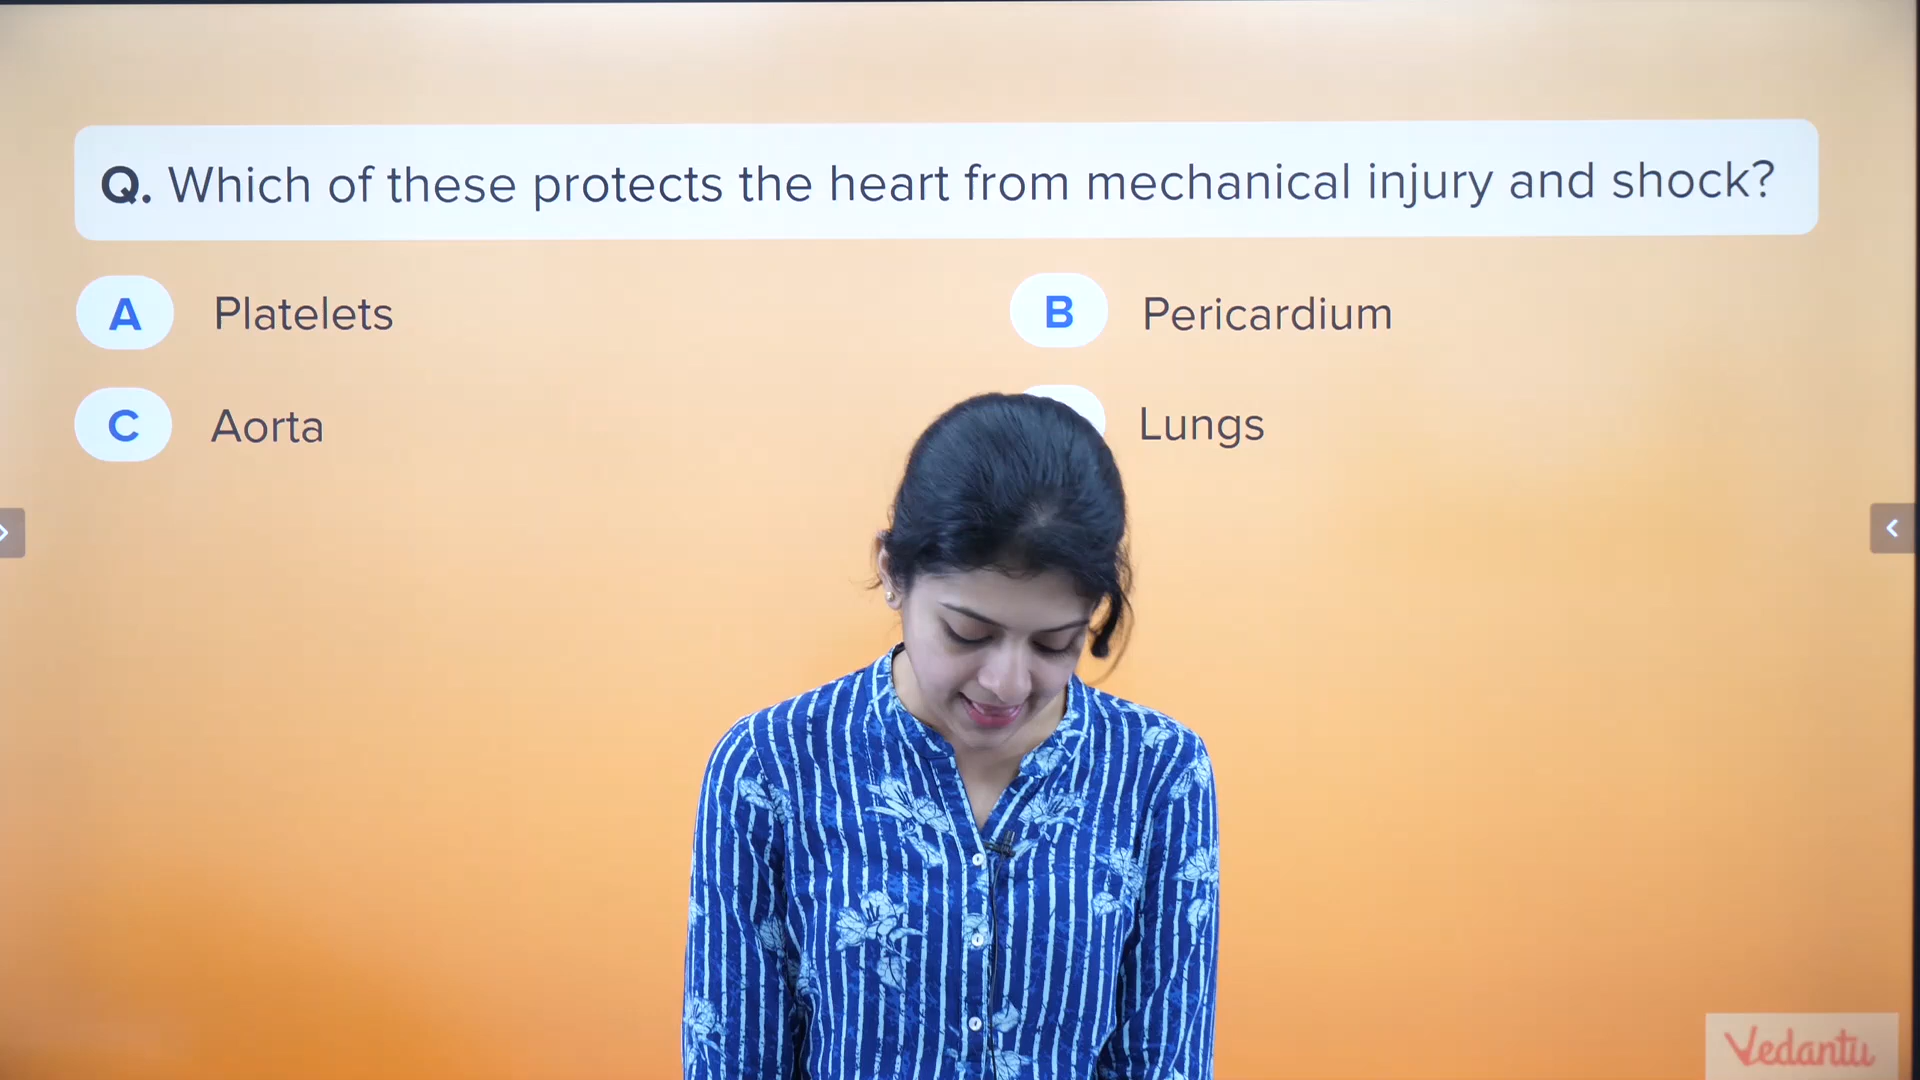 Q. Which of these protects the heart from mechanical injury and shock?
A Platelets
B Pericardium
C Aorta
Lungs
Vedantu